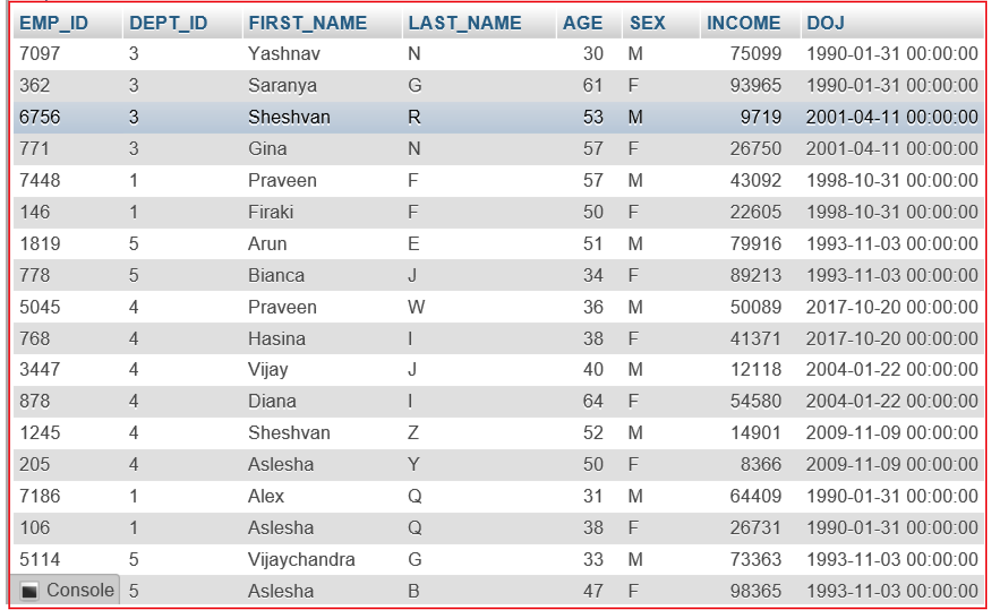 EMP_ID DEPT_ID FIRST_NAME LAST_NAME AGE SEX INCOME DOJ
7097 3 Yashnav N 30 M 75099 1990-01-31 00:00:00
362 3 Saranya G 61 F 93965 1990-01-31 00:00:00
6756 3 Sheshvan R 53 M 9719 2001-04-11 00:00:00
771 3 Gina N 57 F 26750 2001-04-11 00:00:00
7448 1 Praveen F 57 M 43092 1998-10-31 00:00:00
146 1 Firaki F 50 F 22605 1998-10-31 00:00:00
1819 5 Arun E 51 M 79916 1993-11-03 00:00:00
778 5 Bianca J 34 F 89213 1993-11-03 00:00:00
5045 4 Praveen W 36 M 50089 2017-10-20 00:00:00
768 4 Hasina I 38 F 41371 2017-10-20 00:00:00
3447 4 Vijay J 40 M 12118 2004-01-22 00:00:00
878 4 Diana I 64 F 54580 2004-01-22 00:00:00
1245 4 Sheshvan Z 52 M 14901 2009-11-09 00:00:00
205 4 Aslesha Y 50 F 8366 2009-11-09 00:00:00
7186 1 Alex Q 31 M 64409 1990-01-31 00:00:00
106 1 Aslesha Q 38 F 26731 1990-01-31 00:00:00
5114 5 Vijaychandra G 33 M 73363 1993-11-03 00:00:00
Console 5 Aslesha B 47 F 98365 1993-11-03 00:00:00